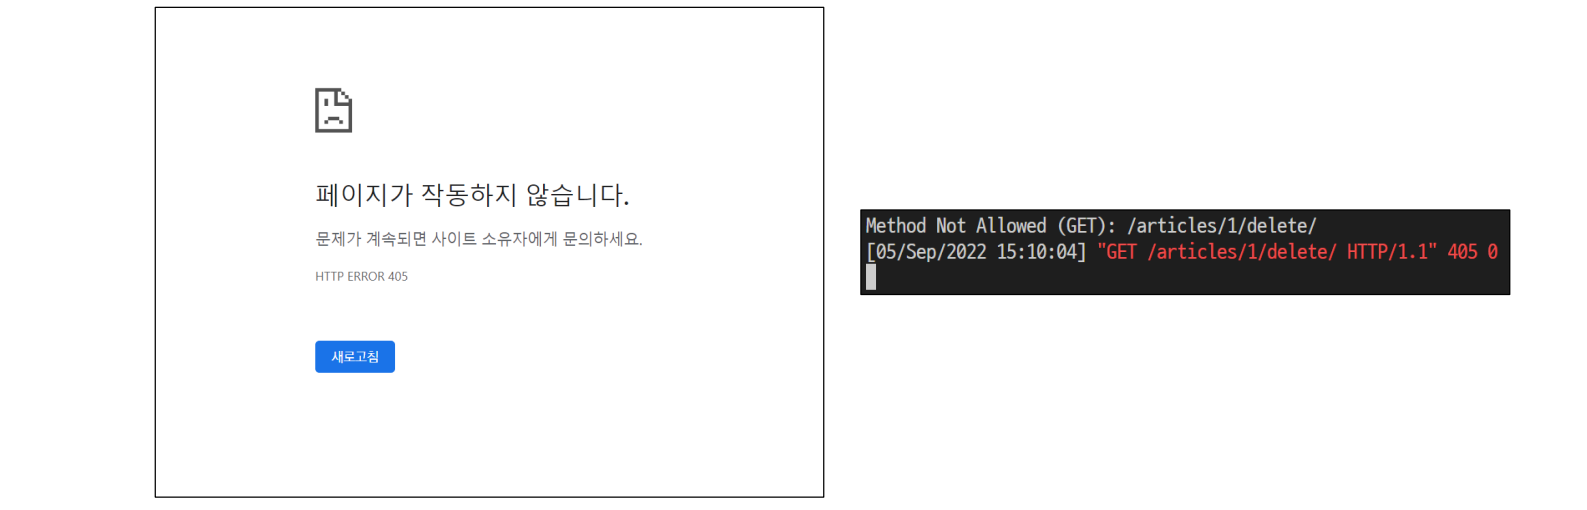 페이지가 작동하지 않습니다.
문제가 계속되면 사이트 소유자에게 문의하세요.
HTTP ERROR 405
새로고침
Method Not Allowed (GET): /articles/1/delete/
[05/Sep/2022 15:10:04] "GET /articles/1/delete/ HTTP/1.1" 405 0